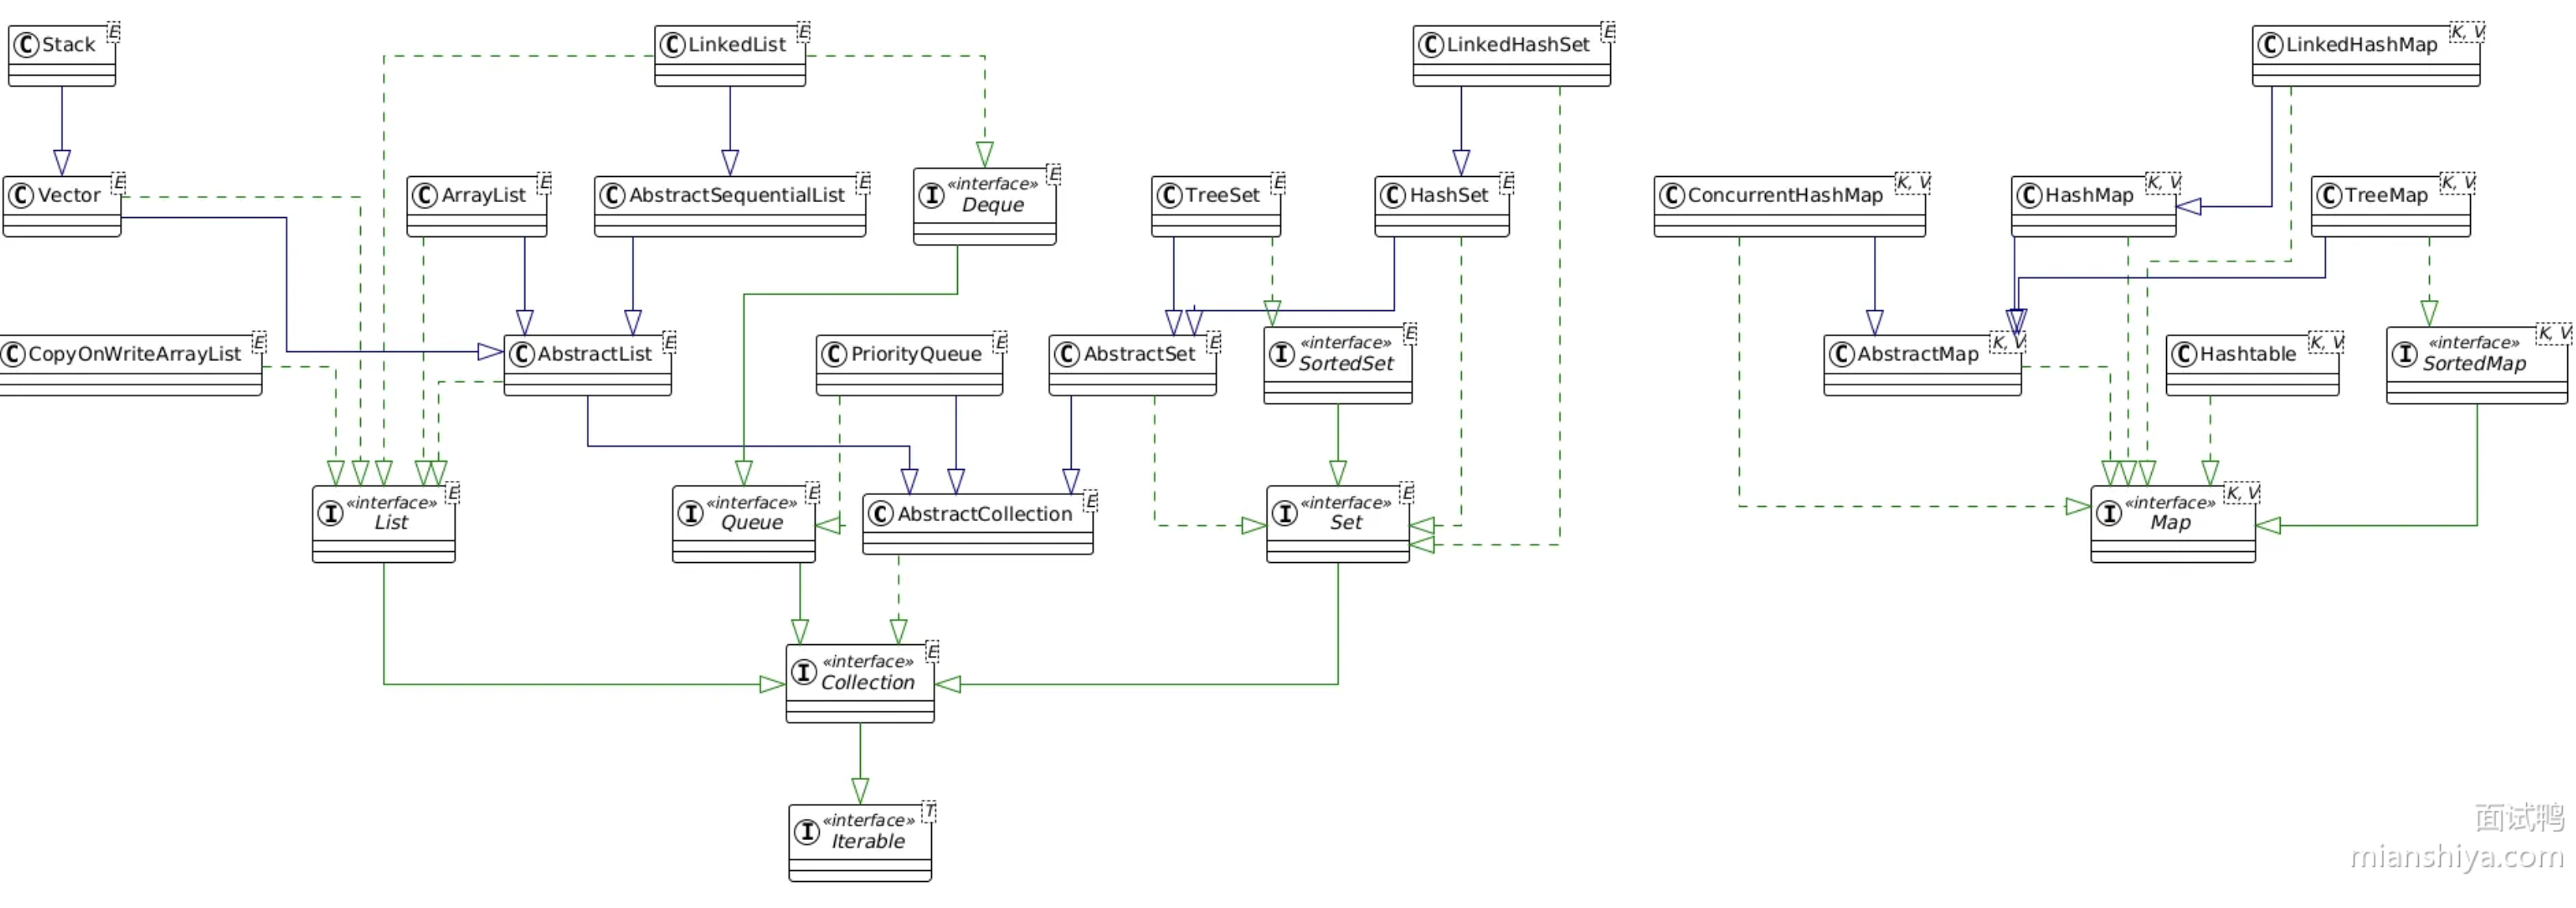 C Stack E
C LinkedList E
C LinkedHashSet E
C LinkedHashMap K, V
C Vector E
C ArrayList E
C AbstractSequentialList E
I «interface» E
Deque
C TreeSet E
C HashSet E
C ConcurrentHashMap K, V
C HashMap K, V
C TreeMap K, V
C CopyOnWriteArrayList E
C AbstractList E
C PriorityQueue E
C AbstractSet E
I «interface» E
SortedSet
C AbstractMap K, V
C Hashtable K, V
I «interface» K, V
SortedMap
I «interface» E
List
I «interface» E
Queue
C AbstractCollection E
I «interface» E
Set
I «interface» K, V
Map
I «interface» E
Collection
I «interface» T
Iterable
面试鸭
mianshiya.com